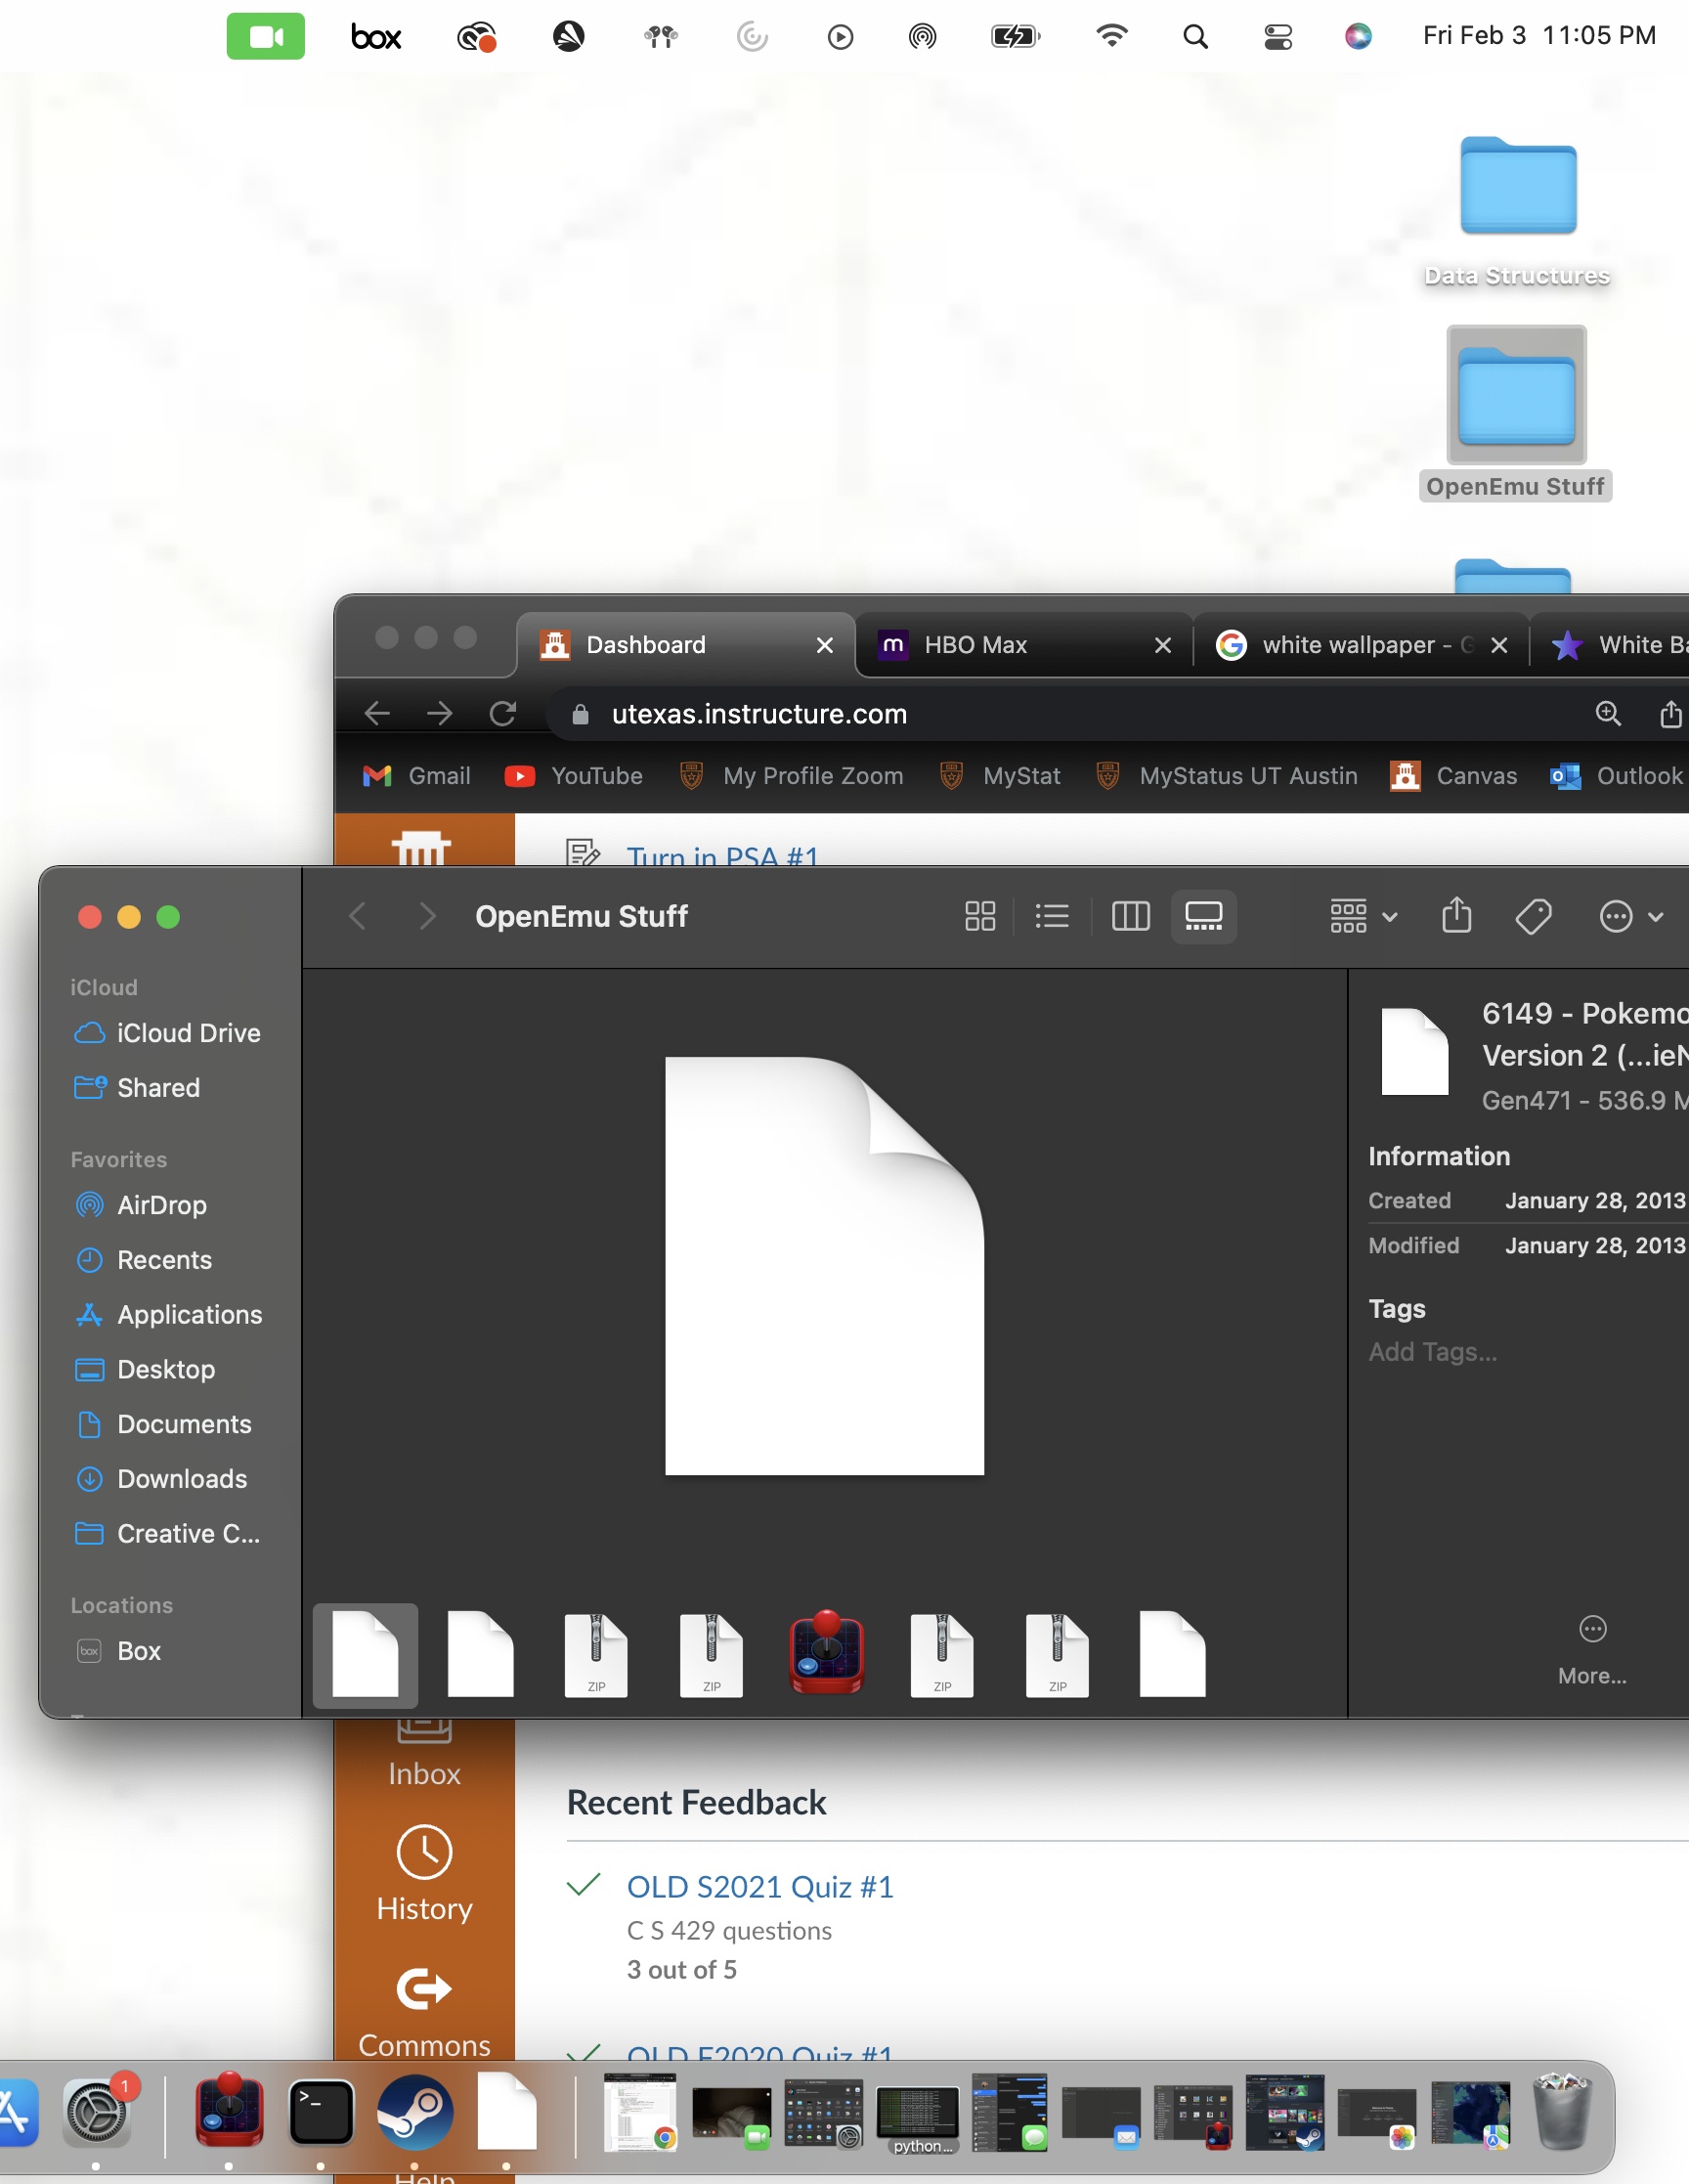 box
Fri Feb 3 11:05 PM
Data Structures
OpenEmu Stuff
Dashboard
HBO Max
white wallpaper - G
White Ba
utexas.instructure.com
Gmail
YouTube
My Profile Zoom
MyStat
MyStatus UT Austin
Canvas
Outlook
Turn in PSA #1
OpenEmu Stuff
iCloud
iCloud Drive
Shared
Favorites
AirDrop
Recents
Applications
Desktop
Documents
Downloads
Creative C...
Locations
box
Box
6149 - Pokemo
Version 2 (...ieN
Gen471 - 536.9 M
Information
Created January 28, 2013
Modified January 28, 2013
Tags
Add Tags...
ZIP
ZIP
ZIP
ZIP
More...
Inbox
History
Commons
Help
Recent Feedback
OLD S2021 Quiz #1
C S 429 questions
3 out of 5
OLD F2020 Quiz #1
1
>_
python...